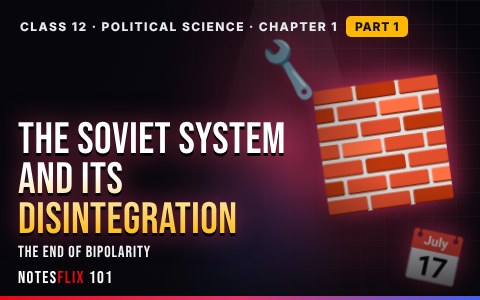 CLASS 12 · POLITICAL SCIENCE · CHAPTER 1 PART 1
THE SOVIET SYSTEM
AND ITS
DISINTEGRATION
THE END OF BIPOLARITY
NOTESFLIX 101
July
17